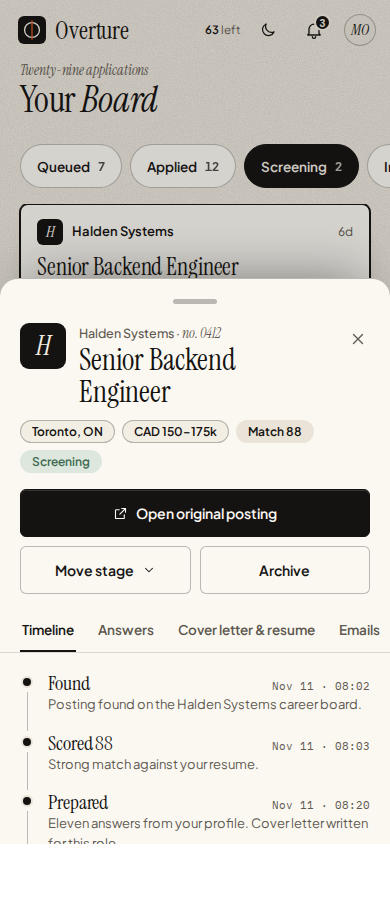 Overture
63 left
3
MO
Twenty-nine applications
Your Board
Queued 7
Applied 12
Screening 2
H
Halden Systems
6d
Senior Backend Engineer
H
Halden Systems · no. 0412
Senior Backend
Engineer
Toronto, ON
CAD 150–175k
Match 88
Screening
Open original posting
Move stage
Archive
Timeline
Answers
Cover letter & resume
Emails
Found
Nov 11 · 08:02
Posting found on the Halden Systems career board.
Scored 88
Nov 11 · 08:03
Strong match against your resume.
Prepared
Nov 11 · 08:20
Eleven answers from your profile. Cover letter written
for this role.